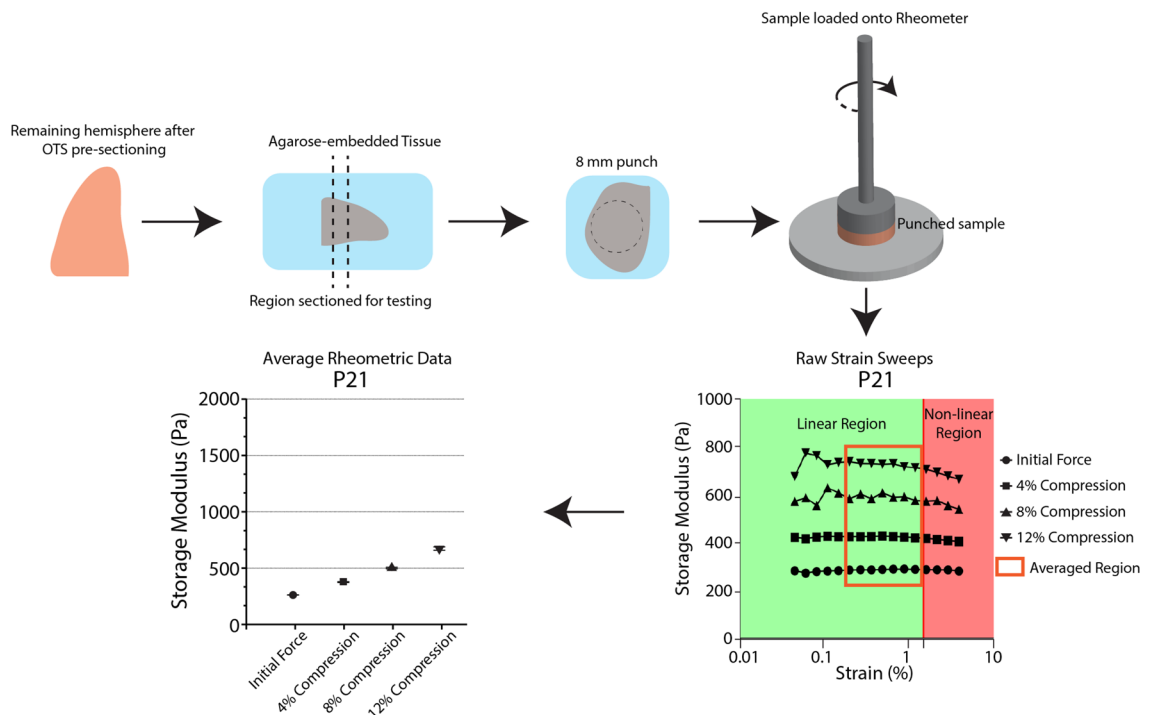 Sample loaded onto Rheometer
Remaining hemisphere after
OTS pre-sectioning
Agarose-embedded Tissue
8 mm punch
Punched sample
Region sectioned for testing
Average Rheometric Data
P21
Storage Modulus (Pa)
2000
1500
1000
500
0
Initial Force
4% Compression
8% Compression
12% Compression
Raw Strain Sweeps
P21
Storage Modulus (Pa)
1000
800
600
400
200
0
Linear Region
Non-linear
Region
0.01
0.1
1
10
Strain (%)
Initial Force
4% Compression
8% Compression
12% Compression
Averaged Region